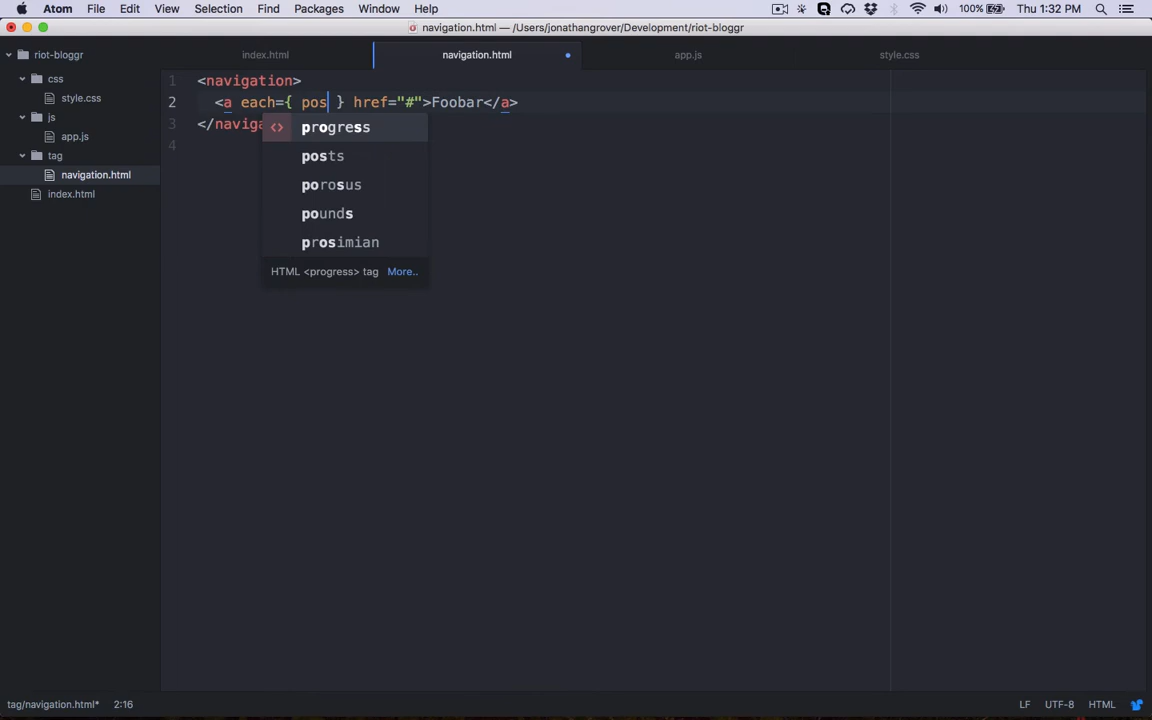 Atom File Edit View Selection Find Packages Window Help 100% Thu 1:32 PM
navigation.html — /Users/jonathangrover/Development/riot-bloggr
riot-bloggr
css
style.css
js
app.js
tag
navigation.html
index.html
index.html navigation.html app.js style.css
1 <navigation>
2 <a each={ pos } href="#">Foobar</a>
3 </naviga
4
<> progress
posts
porosus
pounds
prosimian
HTML <progress> tag More..
tag/navigation.html* 2:16 LF UTF-8 HTML